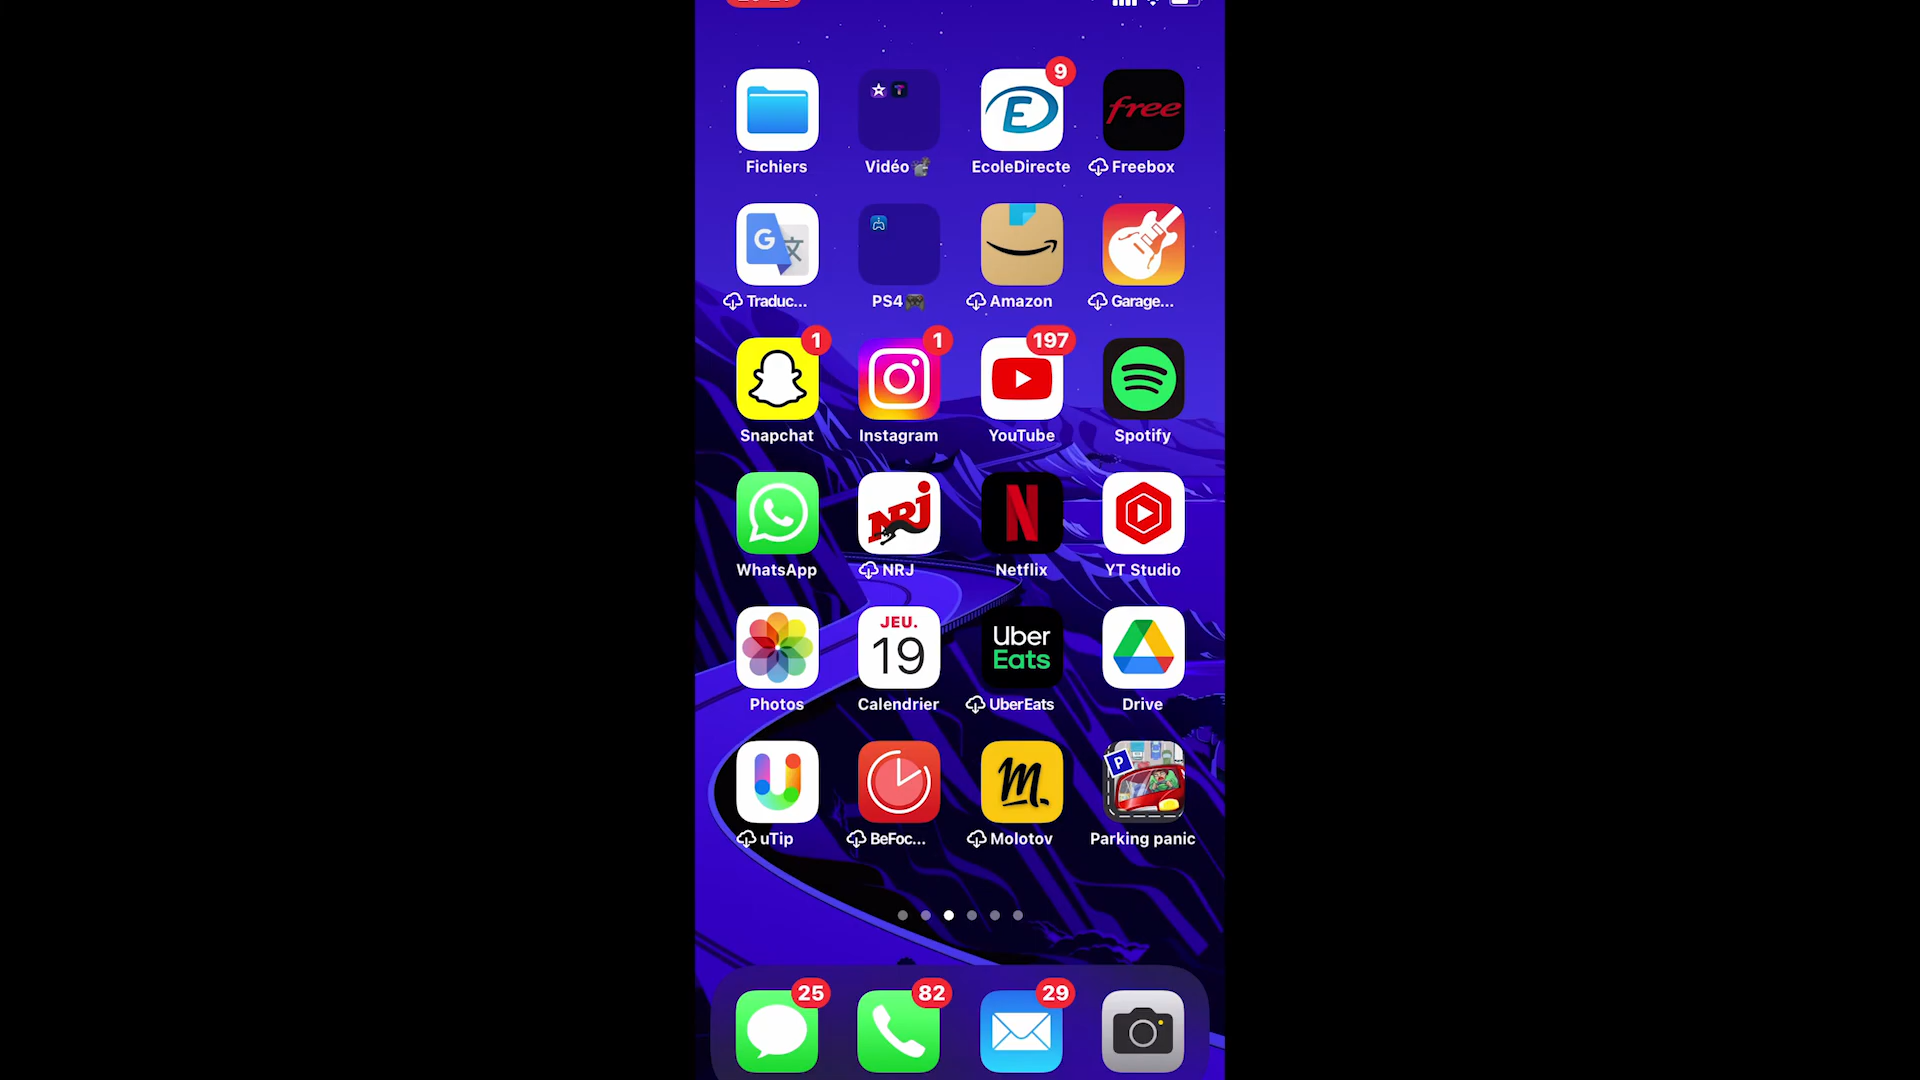 9
free
Fichiers
Vidéo
EcoleDirecte
Freebox
G
Traduc...
PS4
Amazon
Garage...
1
1
197
Snapchat
Instagram
YouTube
Spotify
NRJ
N
WhatsApp
NRJ
Netflix
YT Studio
JEU.
19
Uber
Eats
Photos
Calendrier
UberEats
Drive
m.
P
uTip
BeFoc...
Molotov
Parking panic
25
82
29